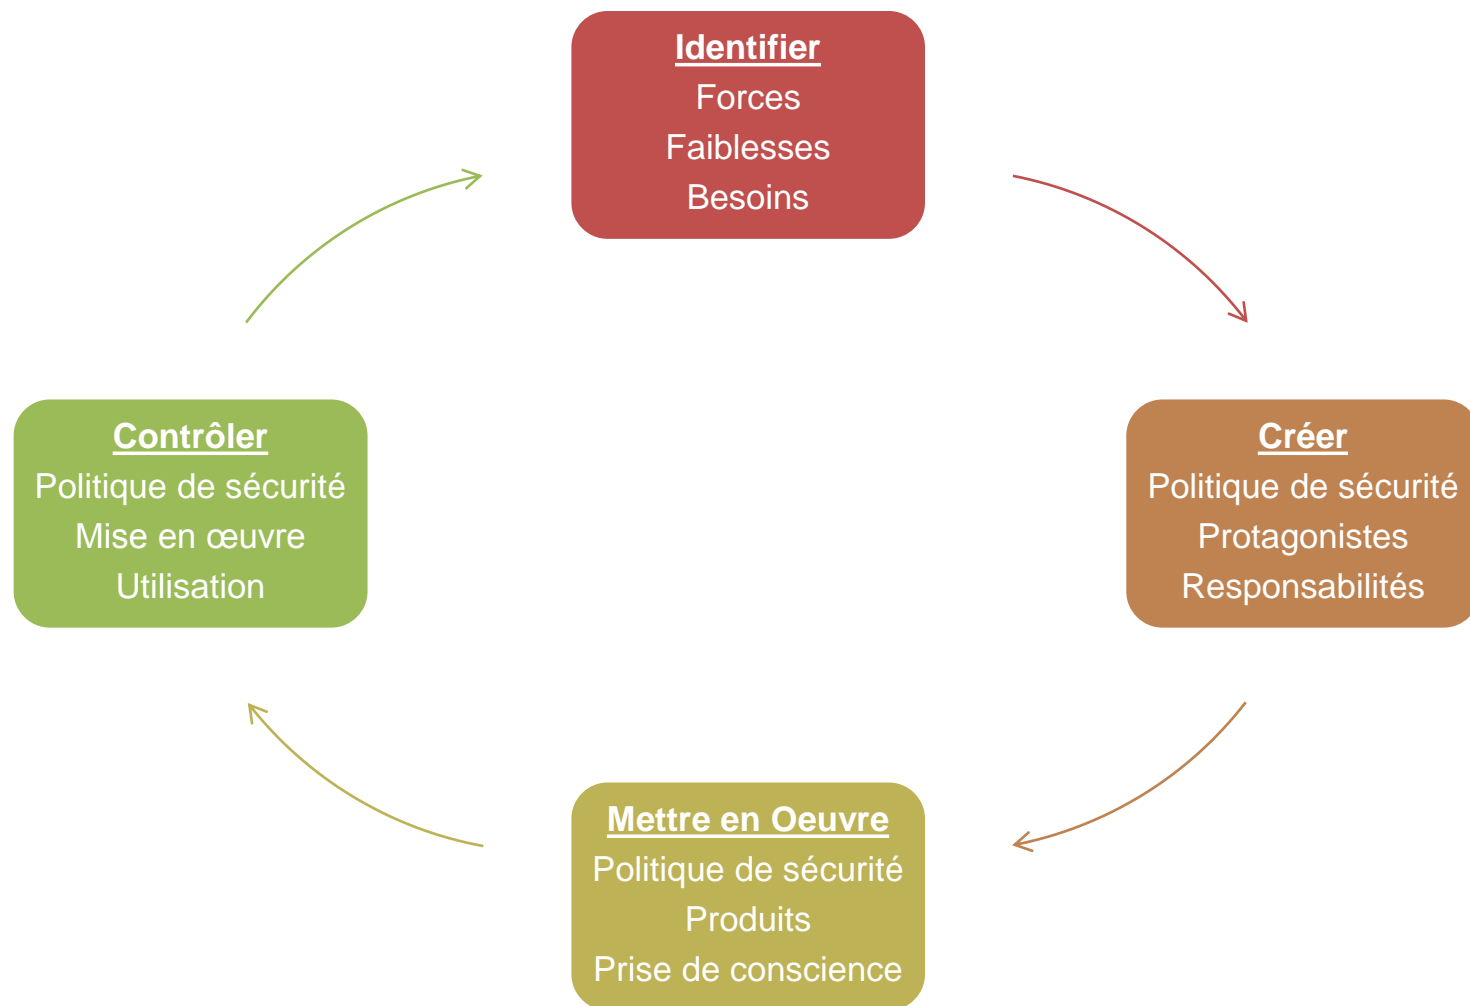 Identifier
Forces
Faiblesses
Besoins
Contrôler
Politique de sécurité
Mise en œuvre
Utilisation
Créer
Politique de sécurité
Protagonistes
Responsabilités
Mettre en Oeuvre
Politique de sécurité
Produits
Prise de conscience